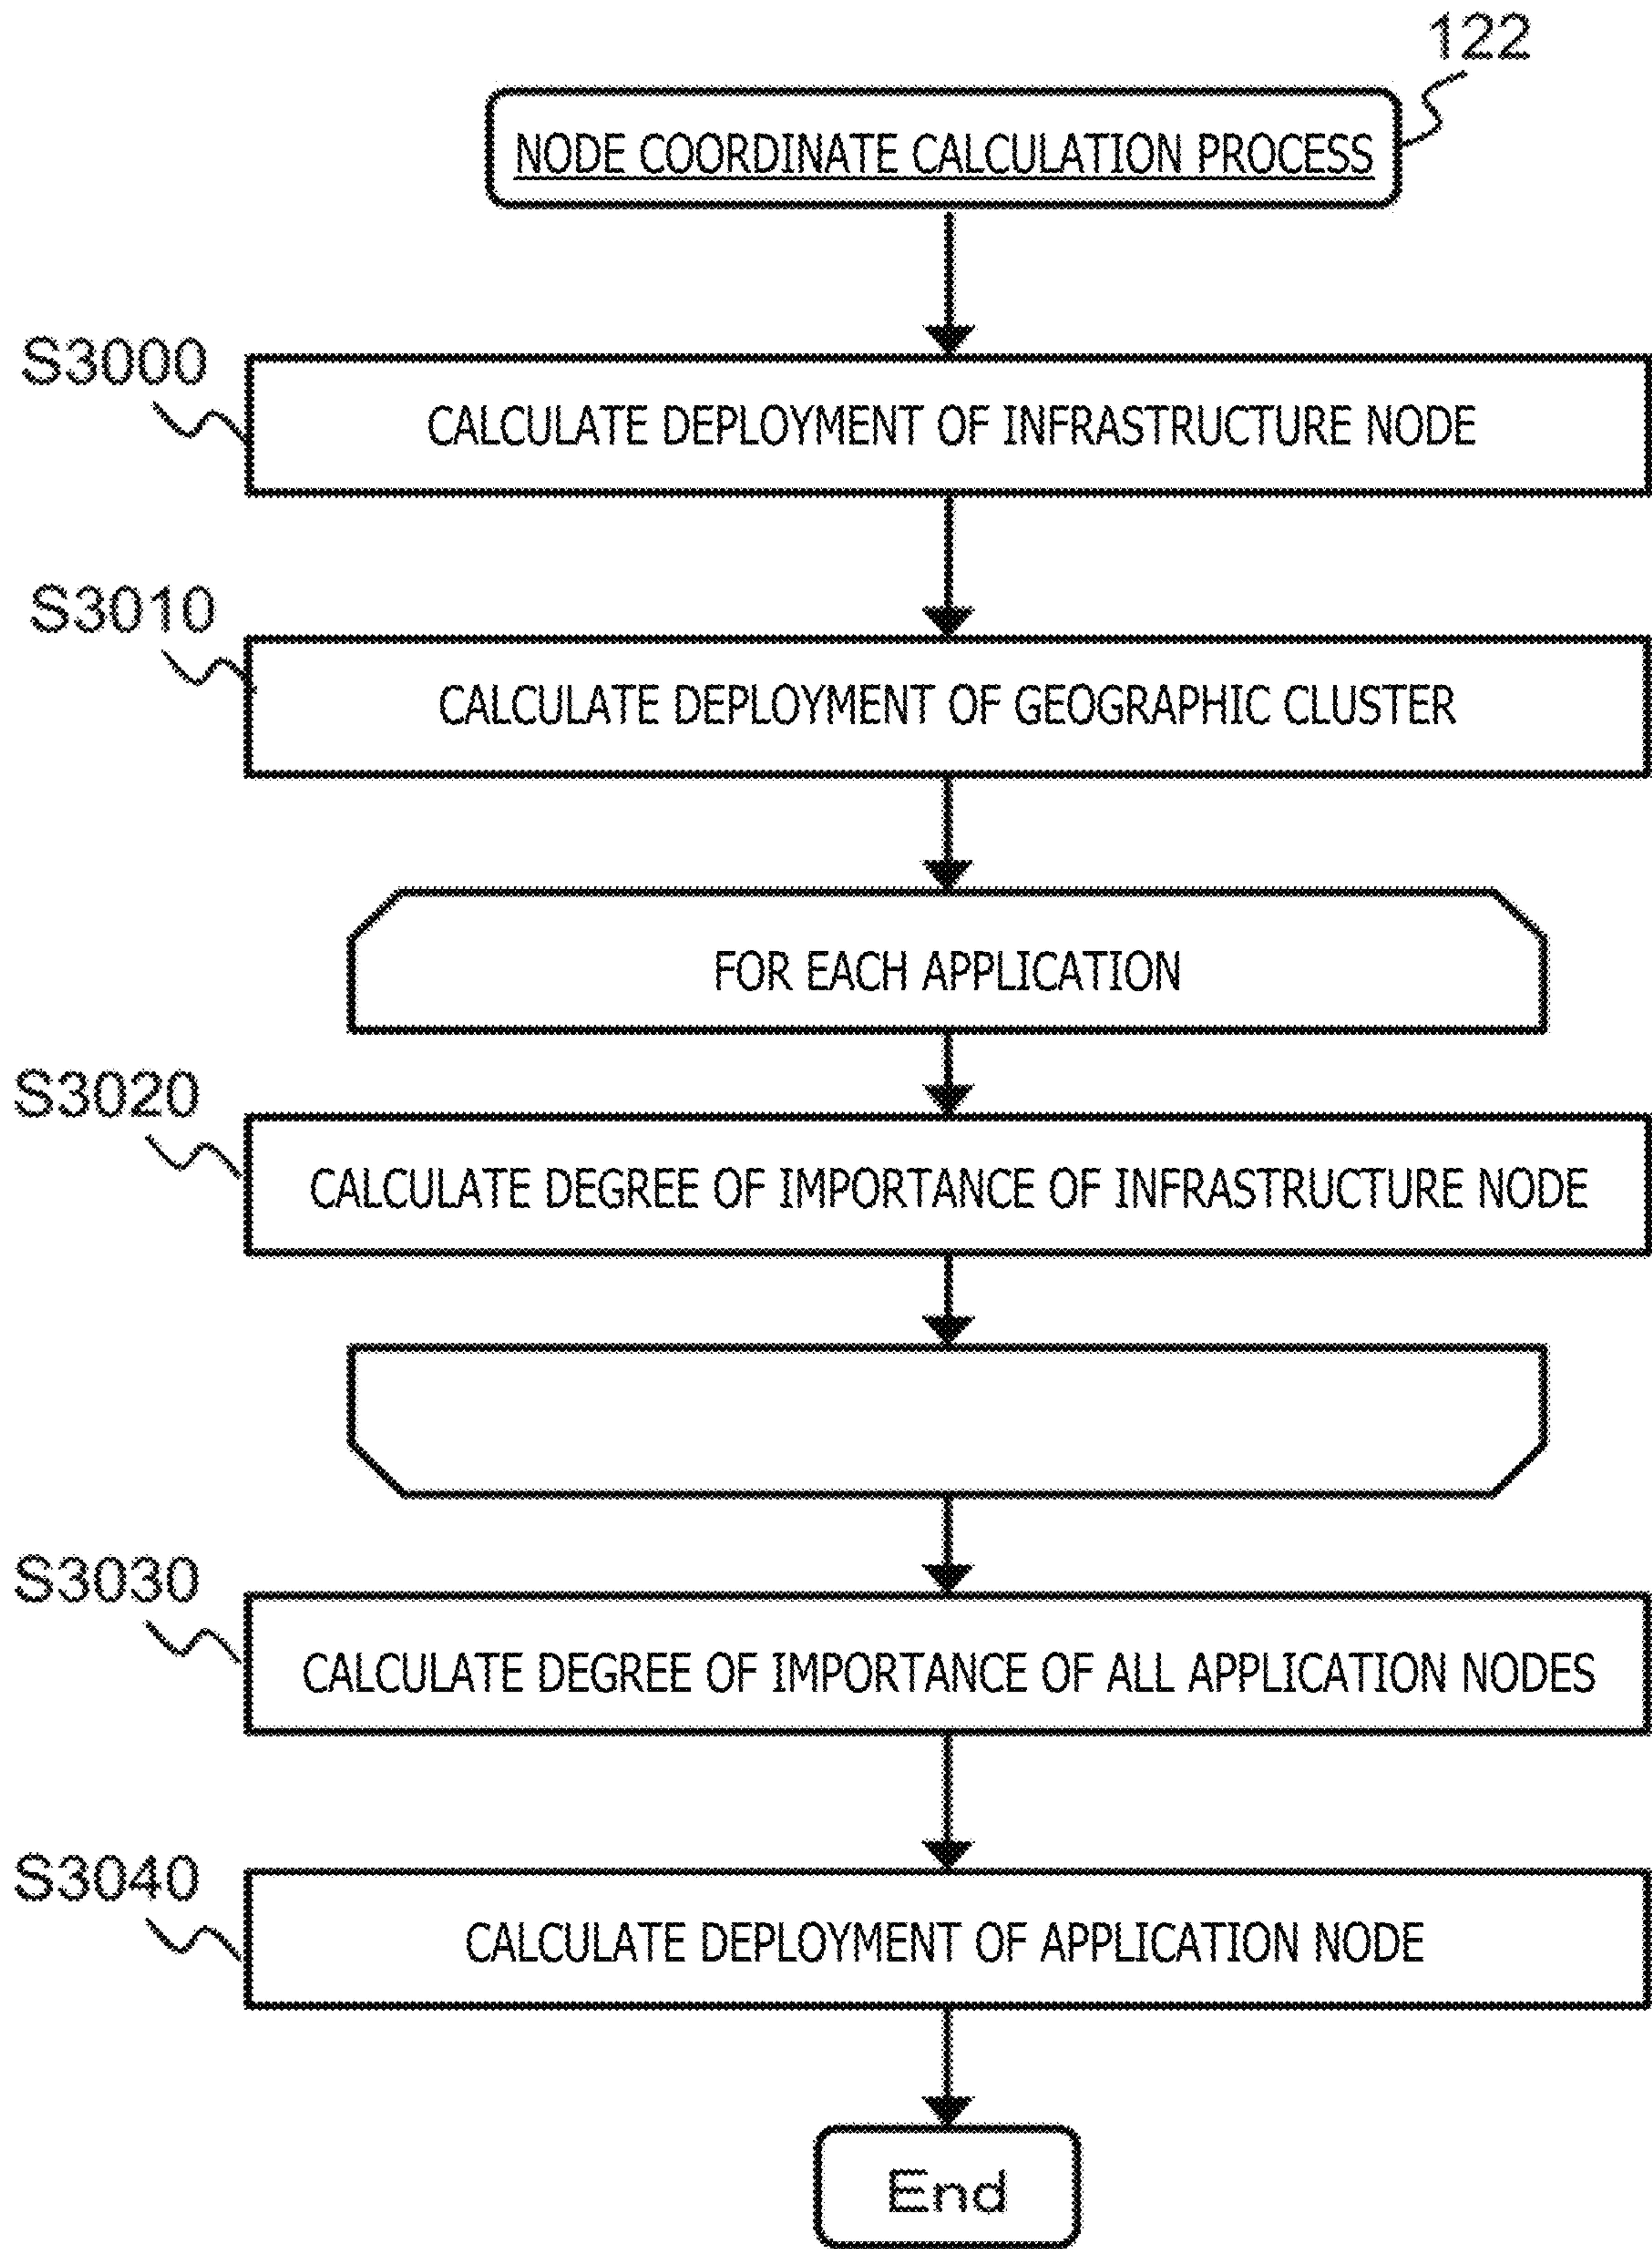 122
NODE COORDINATE CALCULATION PROCESS
S3000
CALCULATE DEPLOYMENT OF INFRASTRUCTURE NODE
S3010
CALCULATE DEPLOYMENT OF GEOGRAPHIC CLUSTER
FOR EACH APPLICATION
S3020
CALCULATE DEGREE OF IMPORTANCE OF INFRASTRUCTURE NODE
S3030
CALCULATE DEGREE OF IMPORTANCE OF ALL APPLICATION NODES
S3040
CALCULATE DEPLOYMENT OF APPLICATION NODE
End